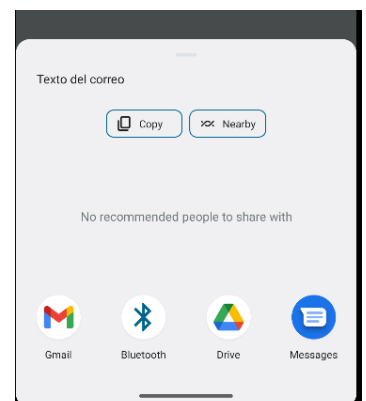 Texto del correo
Copy Nearby
No recommended people to share with
Gmail Bluetooth Drive Messages